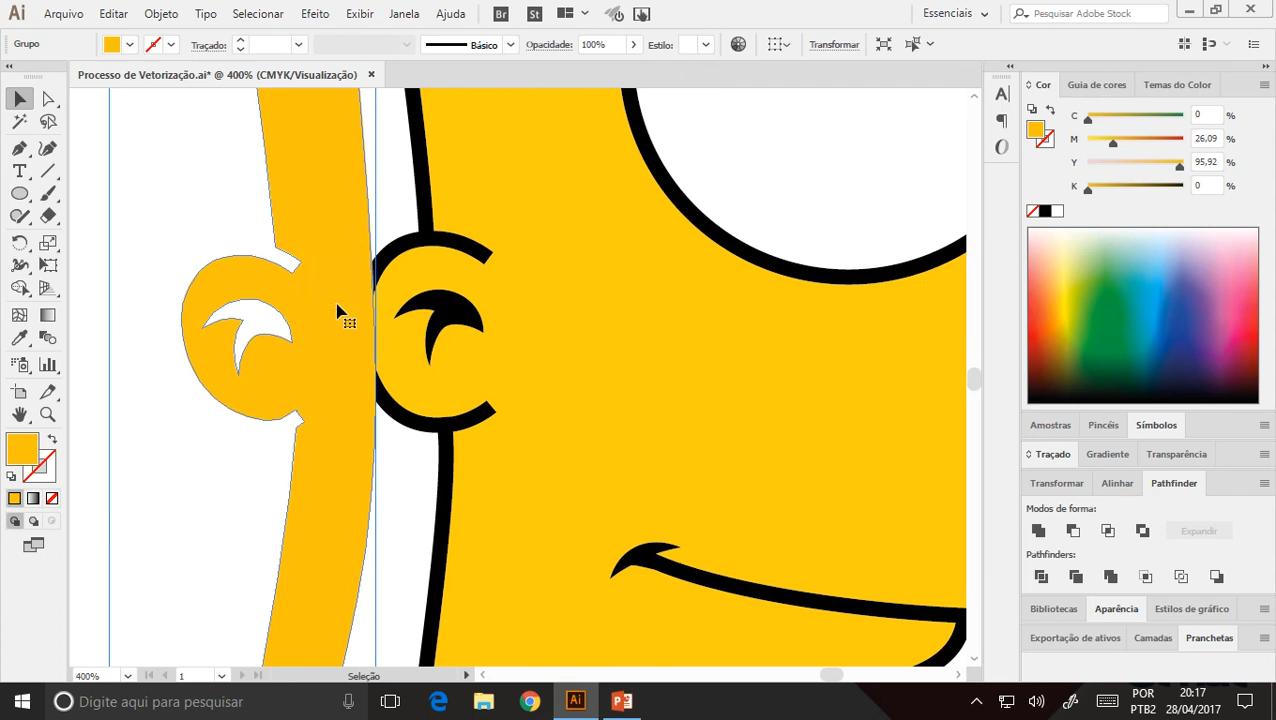 Ai Arquivo Editar Objeto Tipo Selecionar Efeito Exibir Janela Ajuda Br St Essenciais Pesquisar Adobe Stock
Grupo Traçado: Básico Opacidade: 100% Estilo: Transformar
Processo de Vetorização.ai* @ 400% (CMYK/Visualização)
Cor Guia de cores Temas do Color
C 0 %
M 26,09 %
Y 95,92 %
K 0 %
Amostras Pincéis Símbolos
Traçado Gradiente Transparência
Transformar Alinhar Pathfinder
Modos de forma:
Expandir
Pathfinders:
Bibliotecas Aparência Estilos de gráfico
Exportação de ativos Camadas Pranchetas
400% 1 Seleção
Digite aqui para pesquisar
POR
PTB2
20:17
28/04/2017